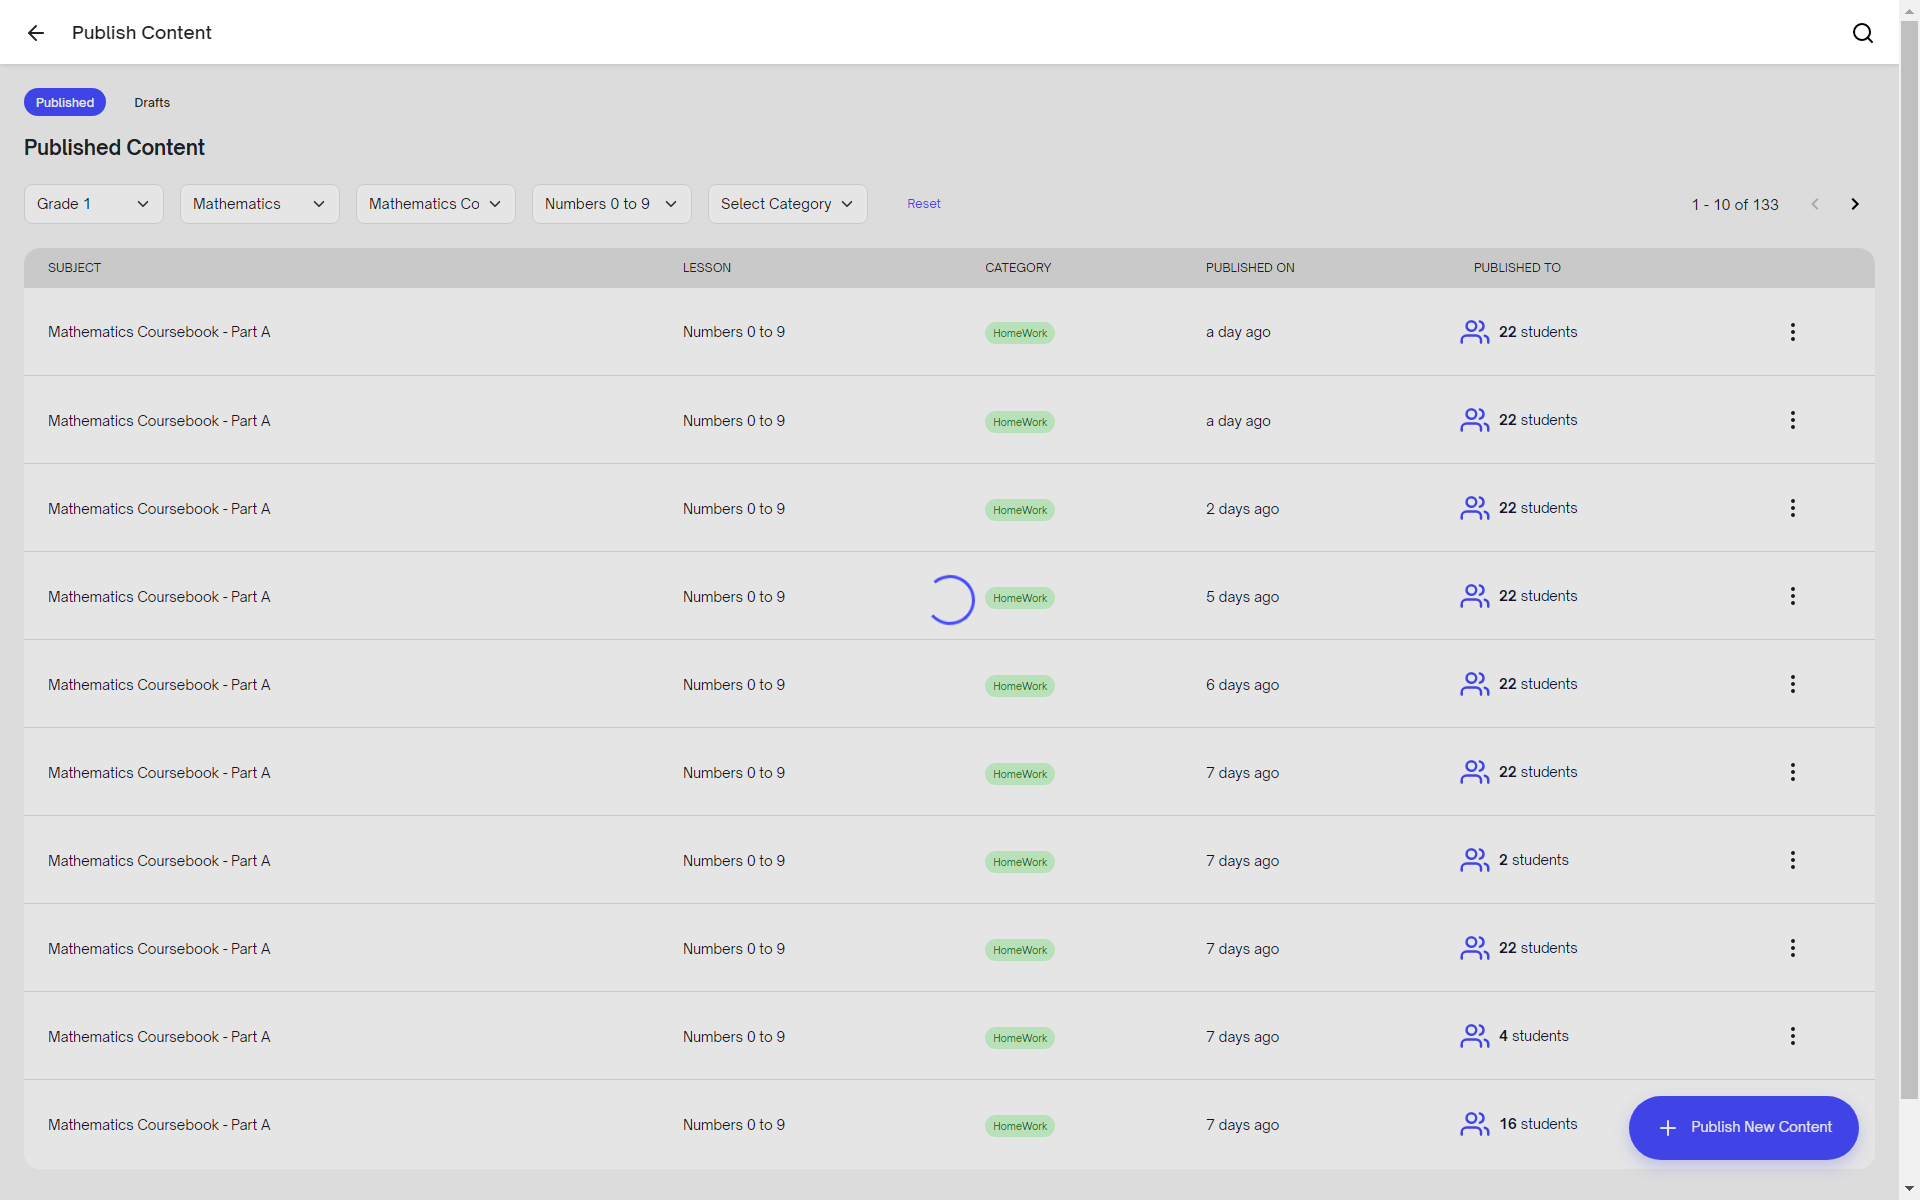 Publish Content
Published Drafts
Published Content
Grade 1 Mathematics Mathematics Co Numbers 0 to 9 Select Category Reset 1 - 10 of 133
SUBJECT LESSON CATEGORY PUBLISHED ON PUBLISHED TO
Mathematics Coursebook - Part A Numbers 0 to 9 HomeWork a day ago 22 students
Mathematics Coursebook - Part A Numbers 0 to 9 HomeWork a day ago 22 students
Mathematics Coursebook - Part A Numbers 0 to 9 HomeWork 2 days ago 22 students
Mathematics Coursebook - Part A Numbers 0 to 9 HomeWork 5 days ago 22 students
Mathematics Coursebook - Part A Numbers 0 to 9 HomeWork 6 days ago 22 students
Mathematics Coursebook - Part A Numbers 0 to 9 HomeWork 7 days ago 22 students
Mathematics Coursebook - Part A Numbers 0 to 9 HomeWork 7 days ago 2 students
Mathematics Coursebook - Part A Numbers 0 to 9 HomeWork 7 days ago 22 students
Mathematics Coursebook - Part A Numbers 0 to 9 HomeWork 7 days ago 4 students
Mathematics Coursebook - Part A Numbers 0 to 9 HomeWork 7 days ago 16 students
Publish New Content